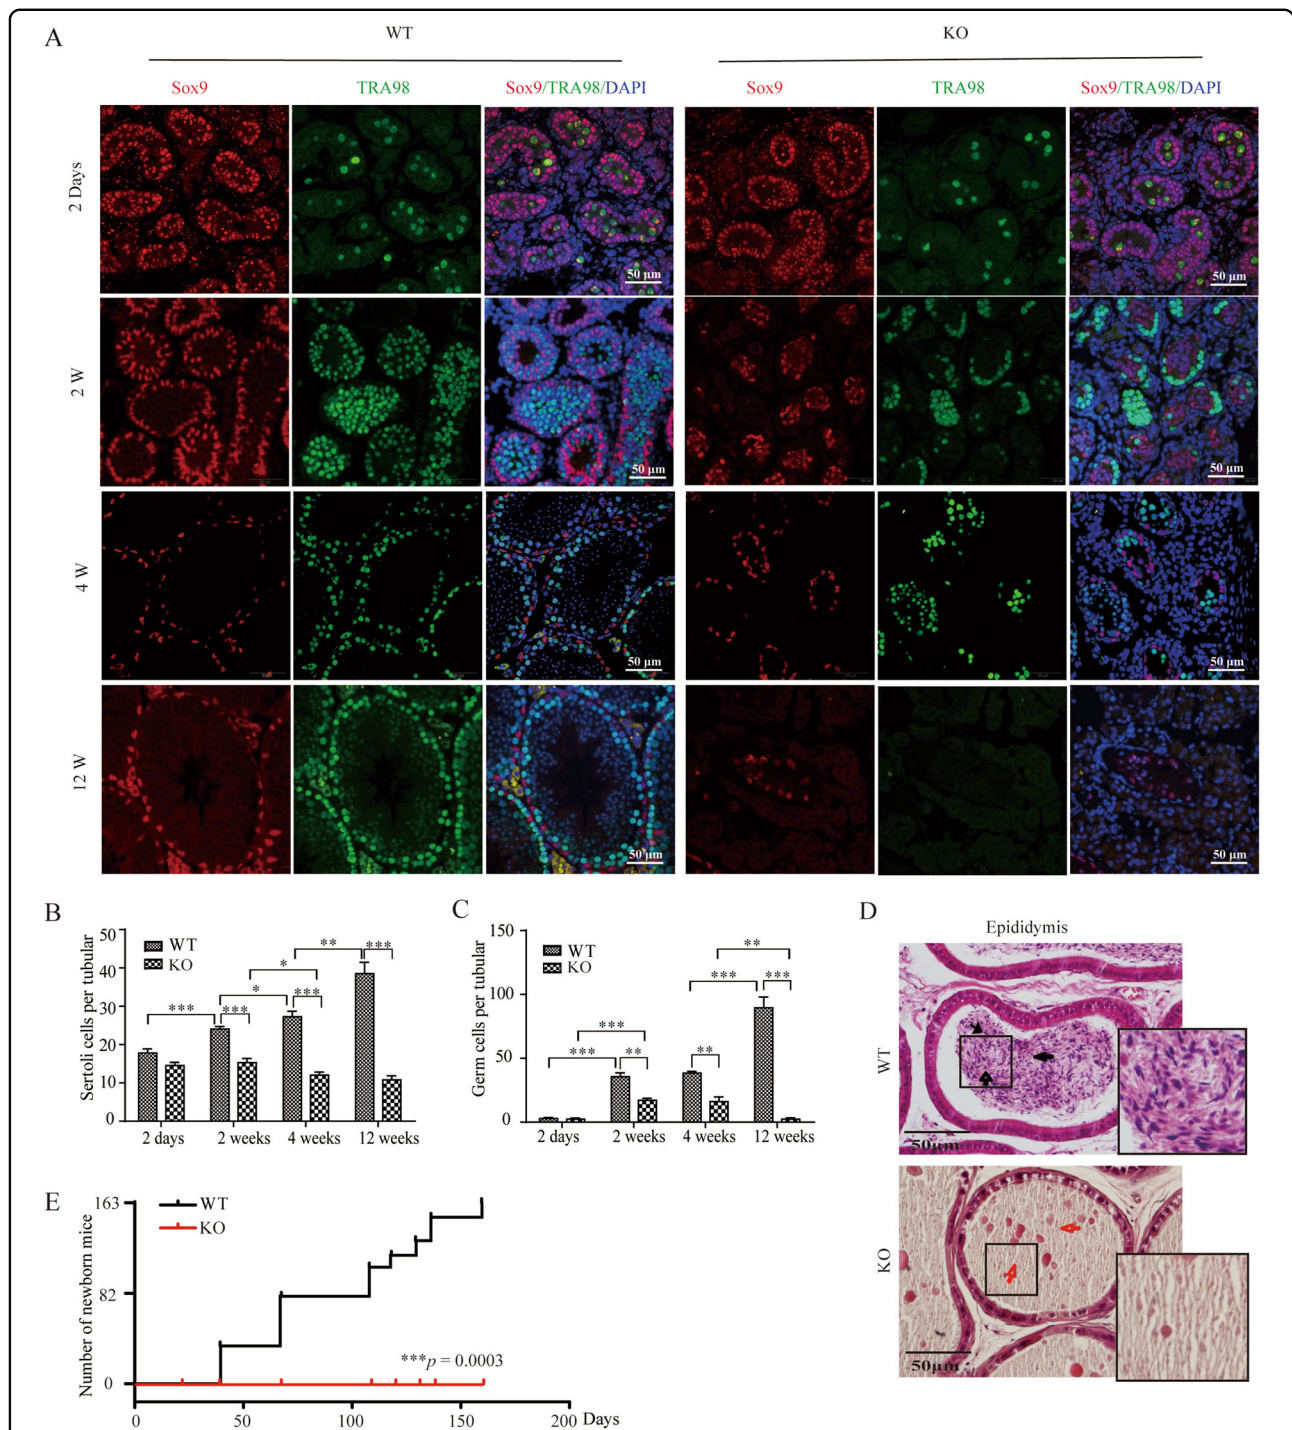 A
WT
KO
Sox9 TRA98 Sox9/TRA98/DAPI Sox9 TRA98 Sox9/TRA98/DAPI
2 Days
50 μm
50 μm
2 W
50 μm
50 μm
4 W
50 μm
50 μm
12 W
50 μm
50 μm
B
Sertoli cells per tubular
50
40
30
20
10
0
WT
KO
***
***
*
*
***
**
***
2 days 2 weeks 4 weeks 12 weeks
C
Germ cells per tubular
150
100
50
0
WT
KO
***
***
**
**
***
**
***
2 days 2 weeks 4 weeks 12 weeks
D
Epididymis
WT
50μm
KO
50μm
E
Number of newborn mice
163
82
0
WT
KO
***p = 0.0003
0 50 100 150 200 Days